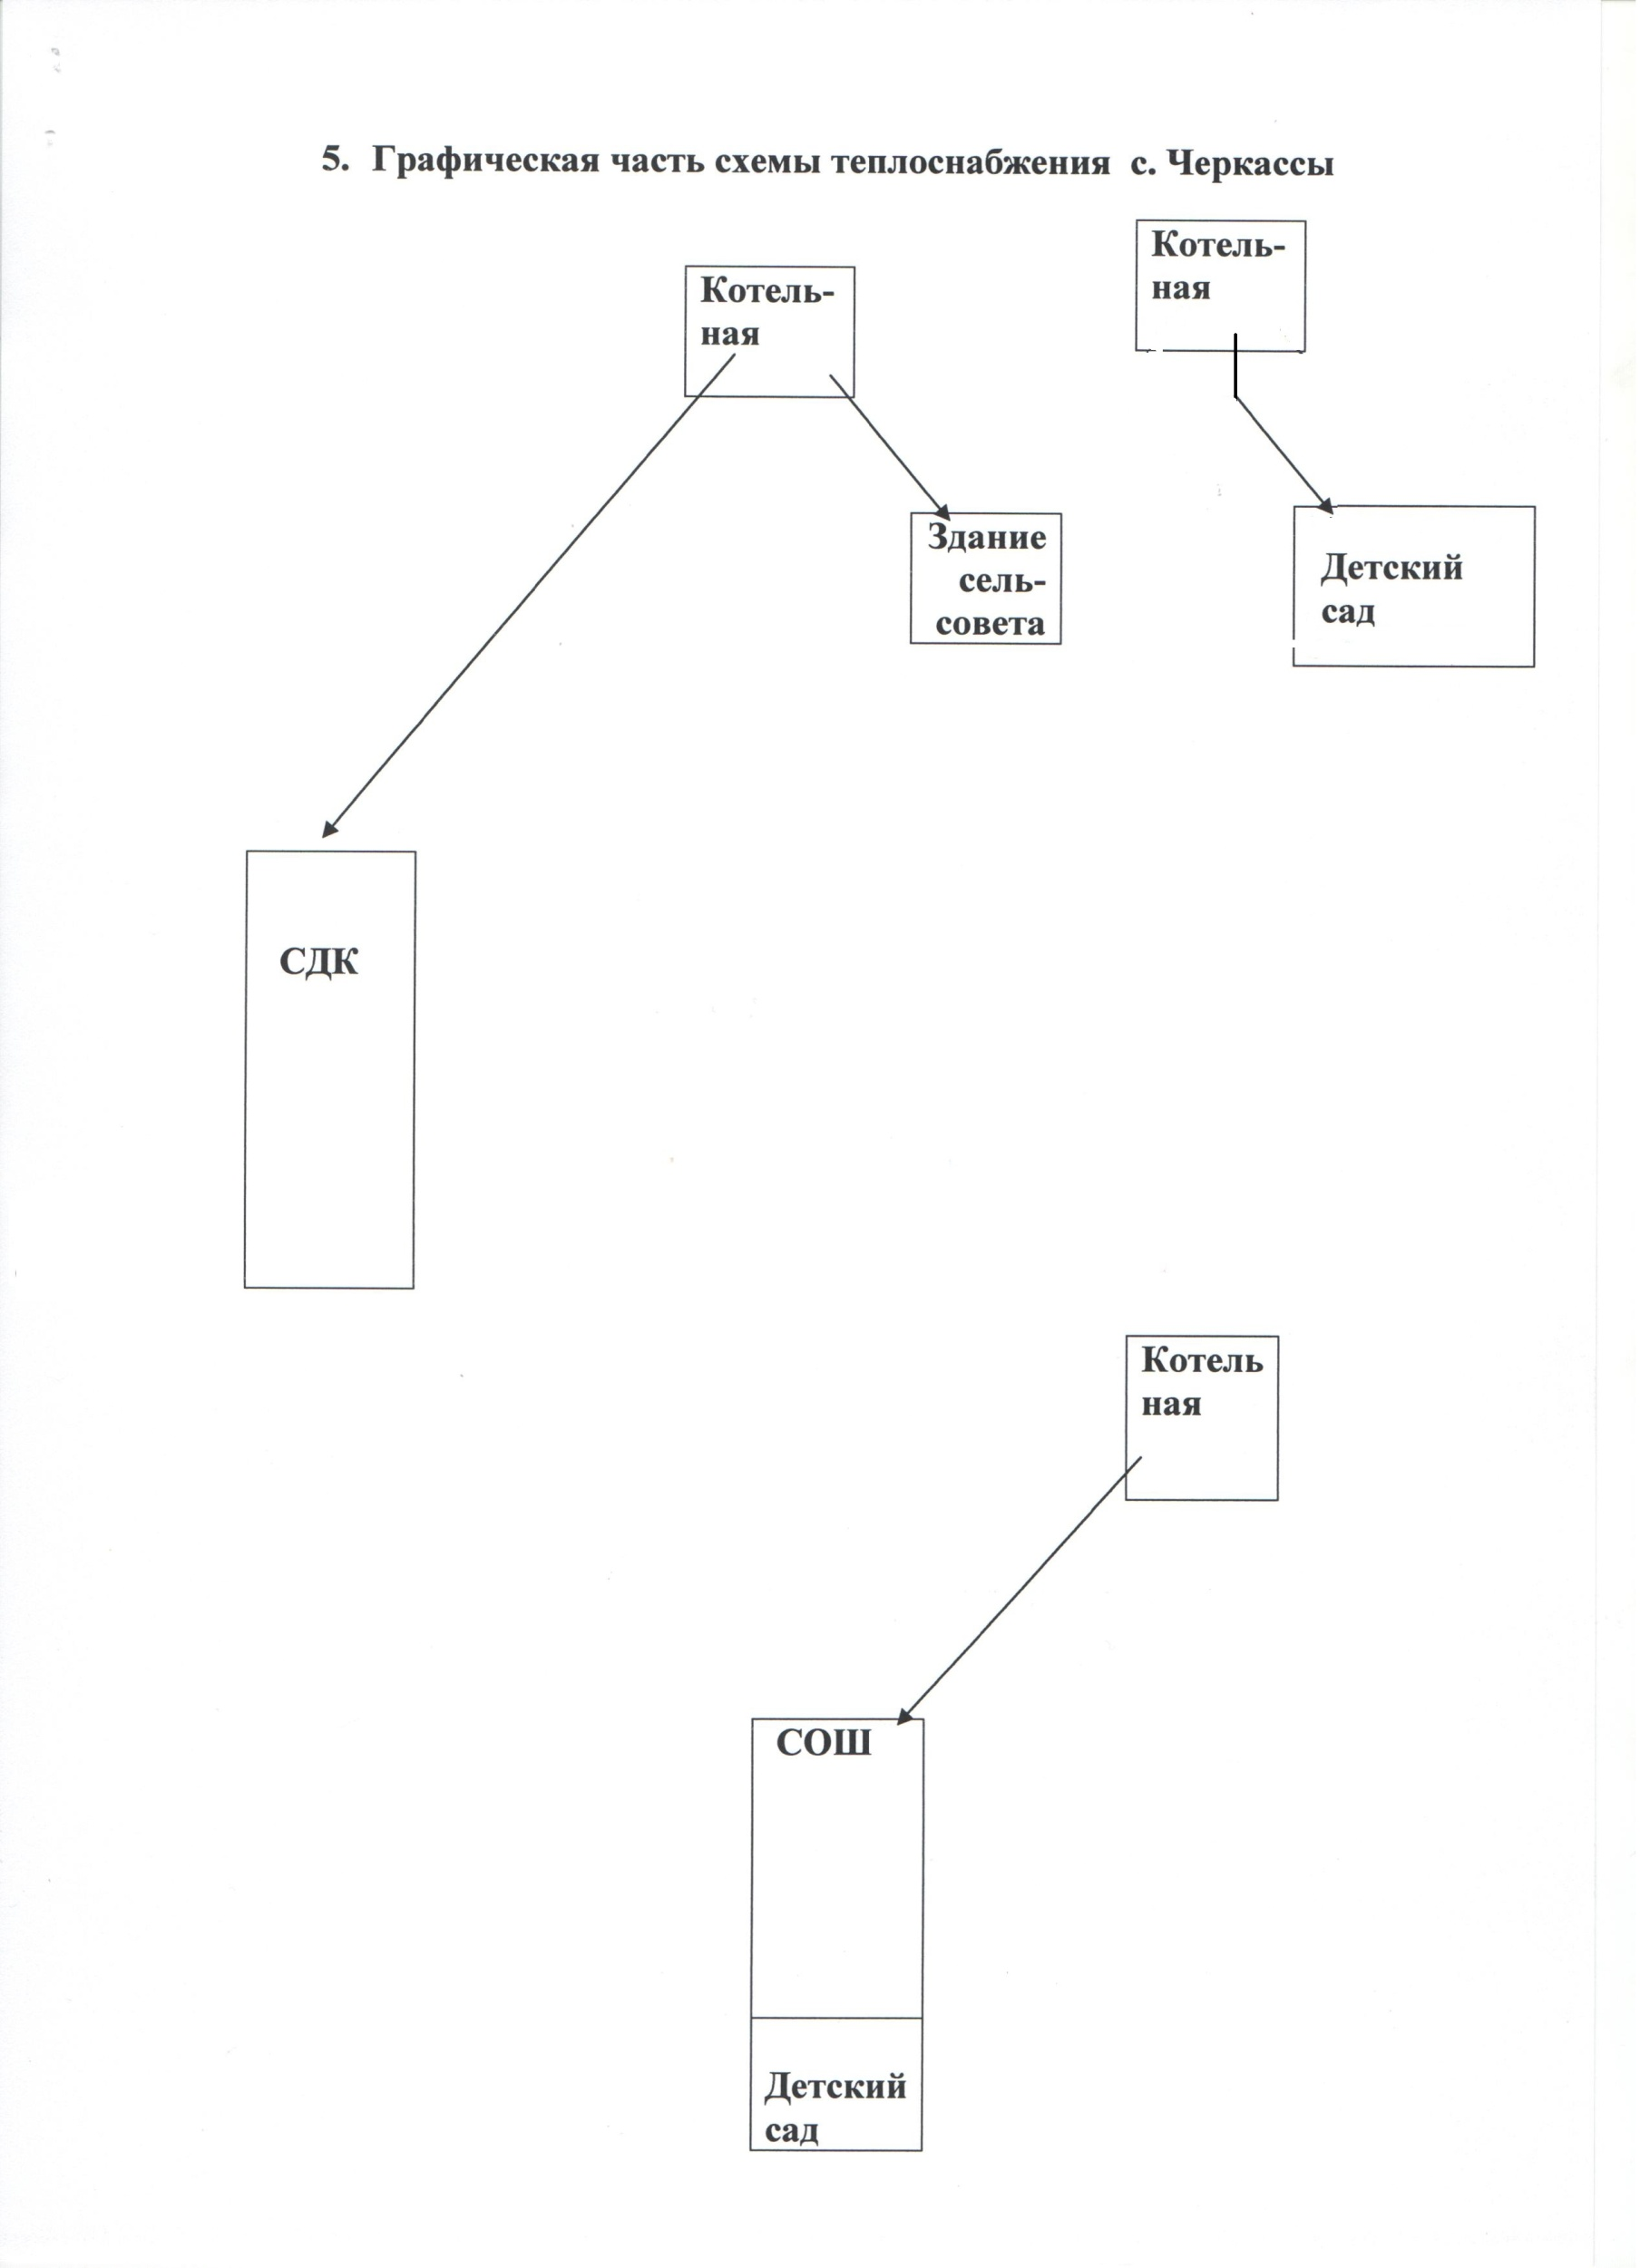 5. Графическая часть схемы теплоснабжения с. Черкассы
Котель-
ная
Котель-
ная
Здание
сель-
совета
Детский
сад
СДК
Котель
ная
СОШ
Детский
сад